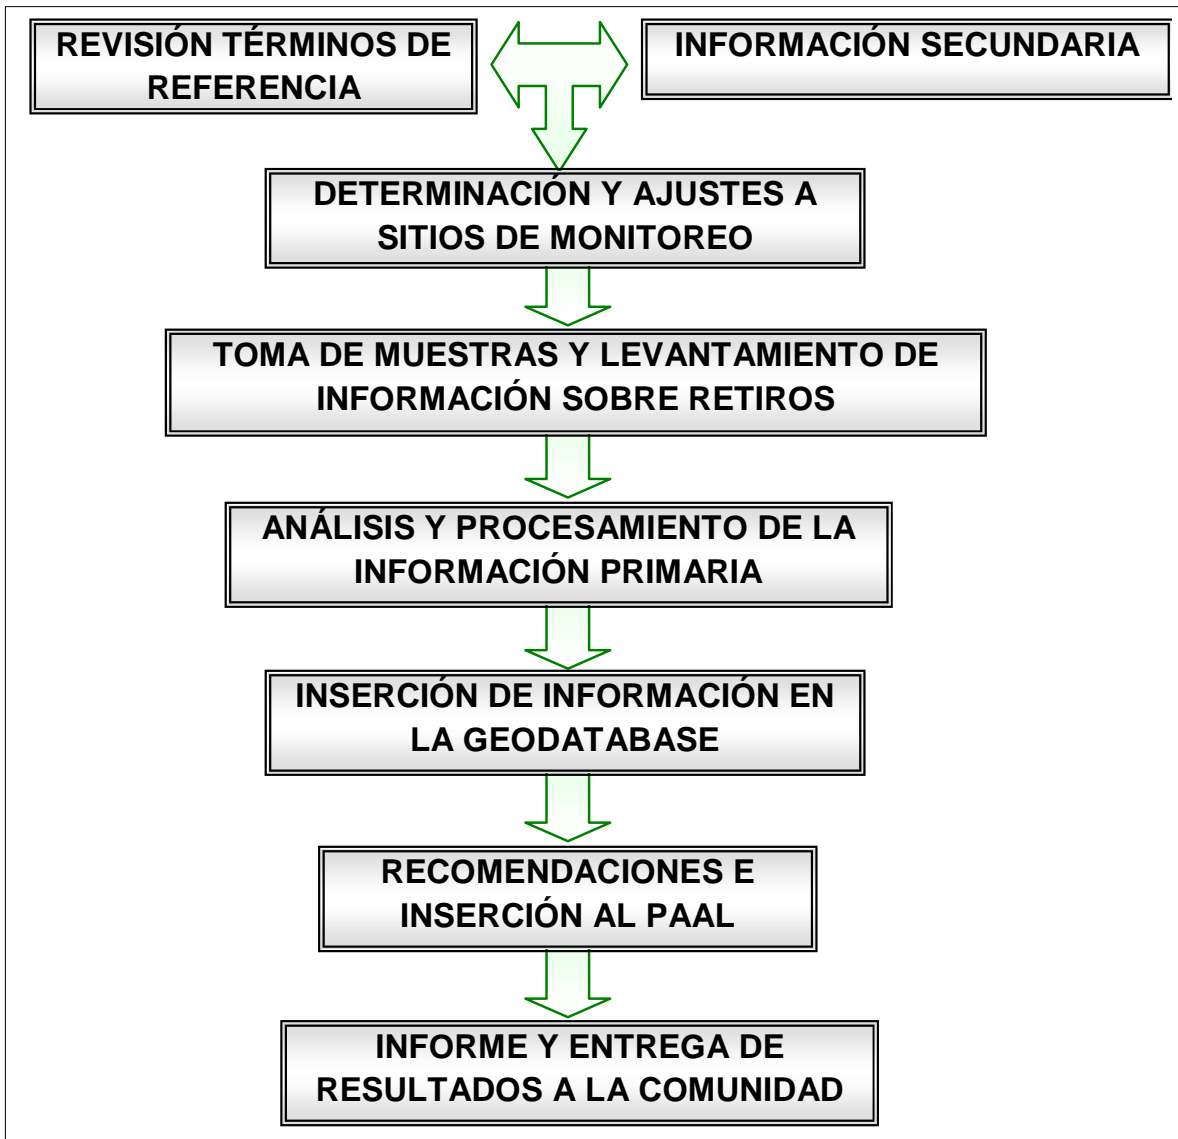 REVISIÓN TÉRMINOS DE
REFERENCIA
INFORMACIÓN SECUNDARIA
DETERMINACIÓN Y AJUSTES A
SITIOS DE MONITOREO
TOMA DE MUESTRAS Y LEVANTAMIENTO DE
INFORMACIÓN SOBRE RETIROS
ANÁLISIS Y PROCESAMIENTO DE LA
INFORMACIÓN PRIMARIA
INSERCIÓN DE INFORMACIÓN EN
LA GEODATABASE
RECOMENDACIONES E
INSERCIÓN AL PAAL
INFORME Y ENTREGA DE
RESULTADOS A LA COMUNIDAD